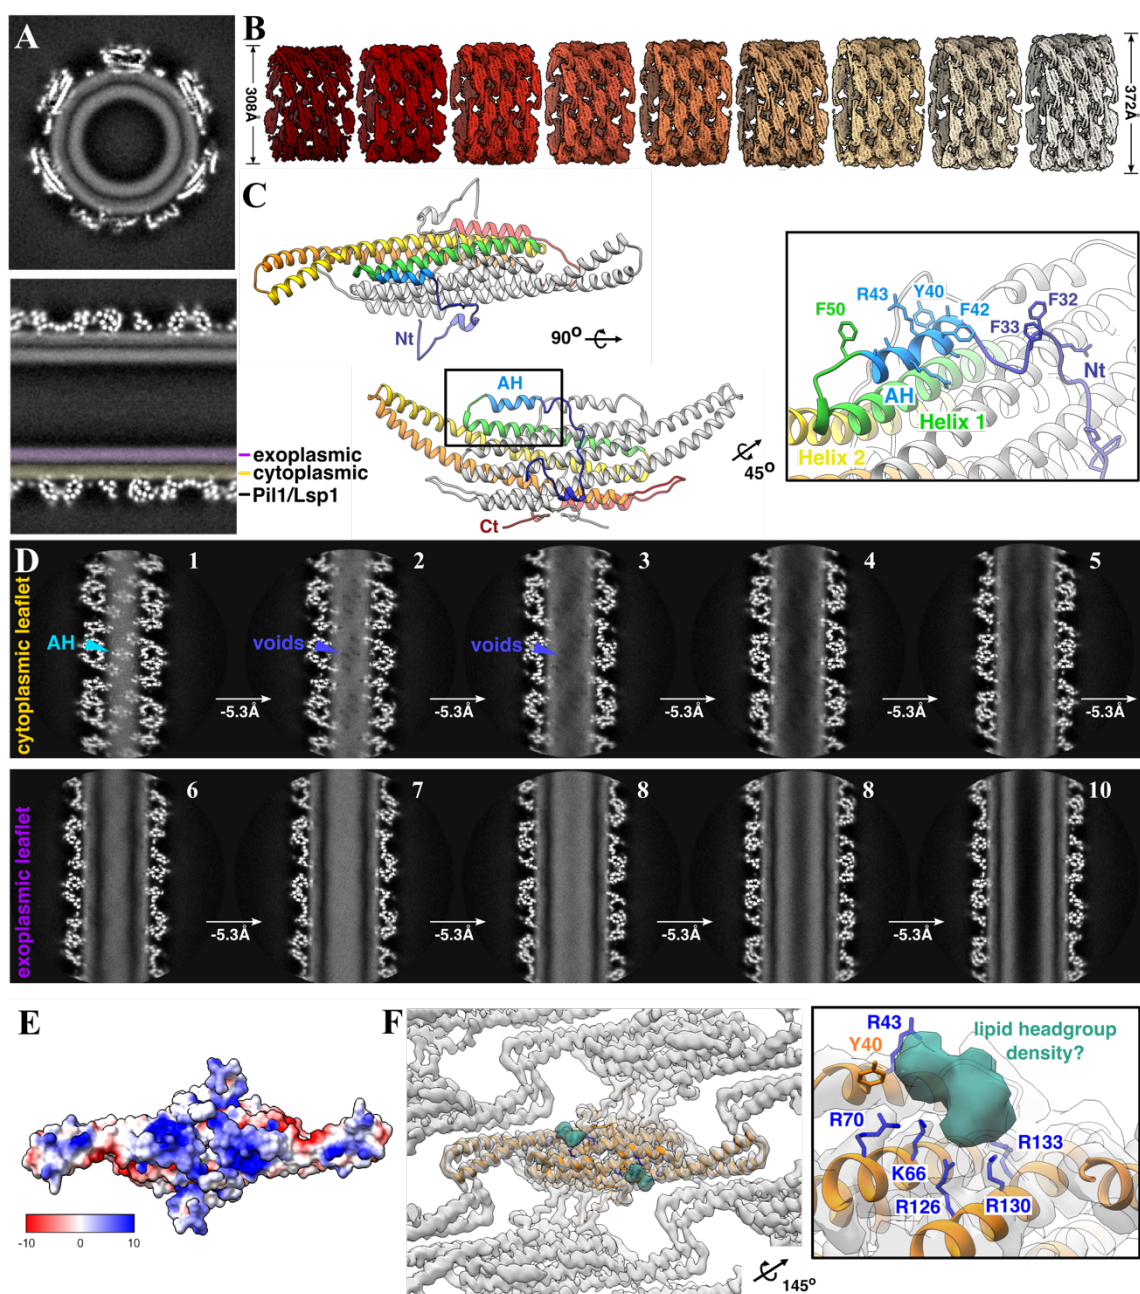 A
B
308Å
372Å
C
Nt
90º
AH
Ct
45º
F50
R43
Y40
F42
F32
F33
Nt
AH
Helix 1
Helix 2
exoplasmic
cytoplasmic
Pil1/Lsp1
D
cytoplasmic leaflet
1
2
3
4
5
AH
voids
voids
-5.3Å
-5.3Å
-5.3Å
-5.3Å
-5.3Å
exoplasmic leaflet
6
7
8
8
10
-5.3Å
-5.3Å
-5.3Å
-5.3Å
E
-10
0
10
F
145º
R43
Y40
lipid headgroup
density?
R70
K66
R133
R126
R130